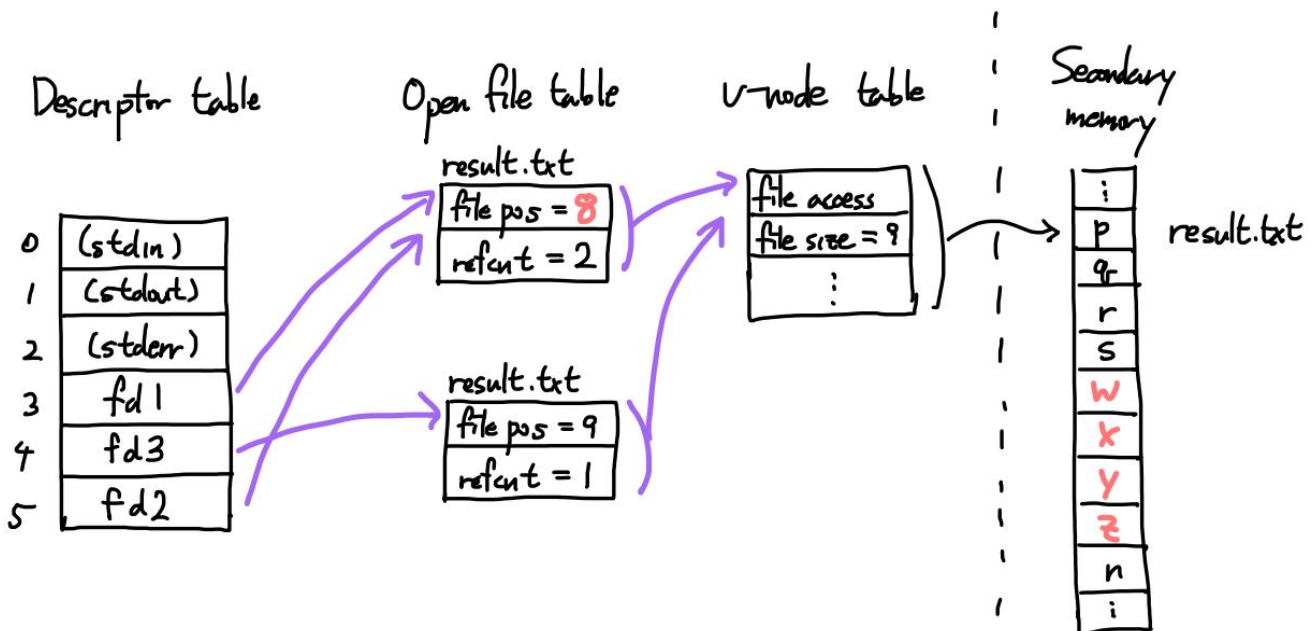 Descriptor table
0 (stdin)
1 (stdout)
2 (stderr)
3 fd1
4 fd3
5 fd2
Open file table
result.txt
file pos = 8
refcnt = 2
result.txt
file pos = 9
refcnt = 1
v-node table
file access
file size = 9
⋮
Secondary
memory
⋮
p
q
r
s
w
x
y
z
n
⋮
result.txt